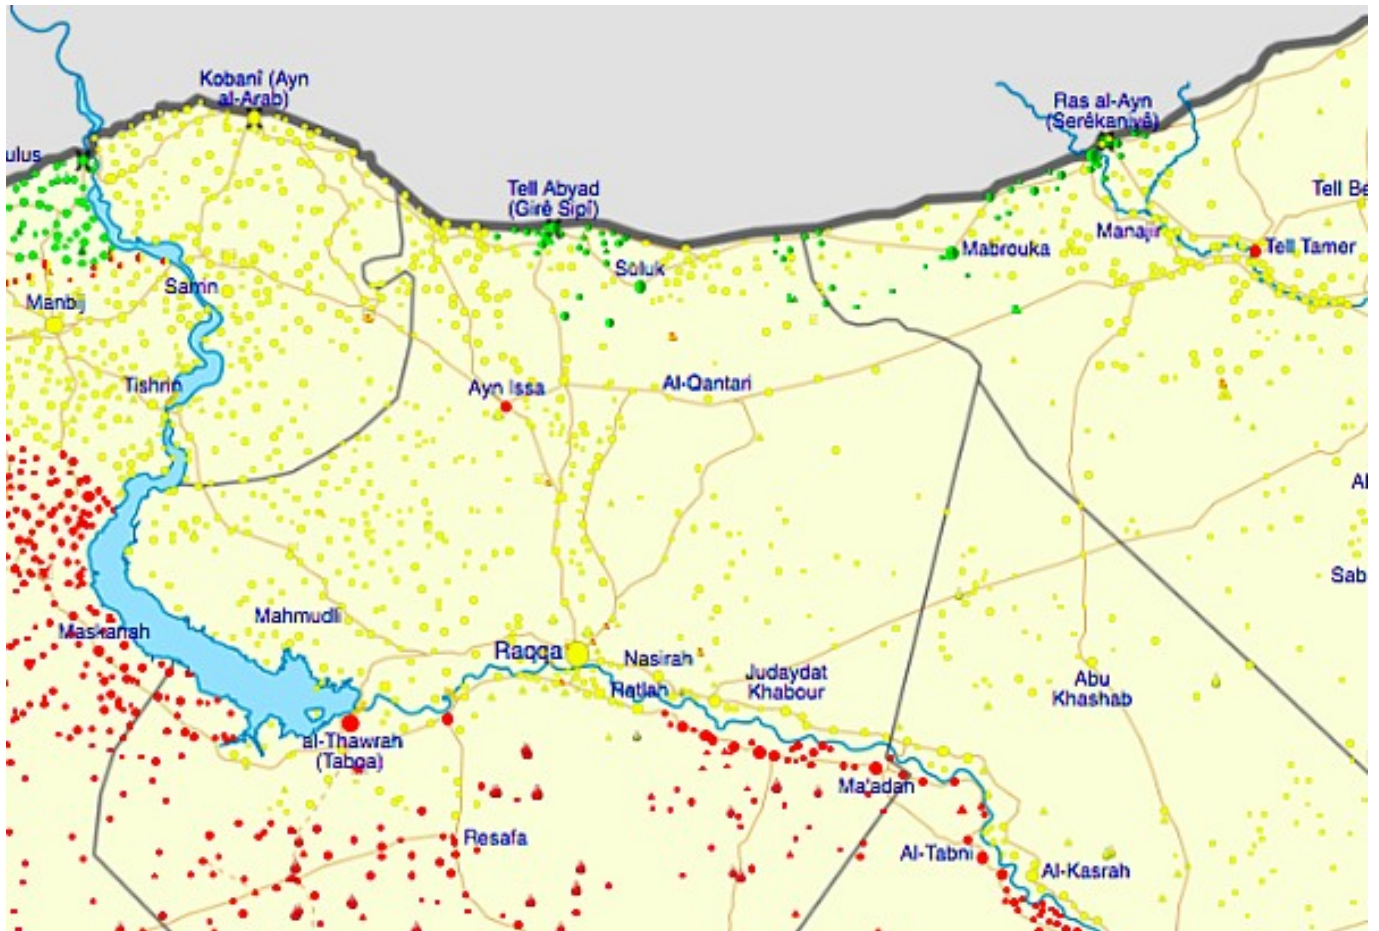 Kobanî (Ayn
al-Arab)
Ras al-Ayn
(Serêkaniyê)
ulus
Tell Abyad
(Girê Sipî)
Tell Be
Manajir
Tell Tamer
Mabrouka
Suluk
Sarrin
Manbij
Tishrin
Ayn Issa
Al-Qantari
Al
Sab
Mahmudli
Maskanah
Raqqa
Nasirah
Judaydat
Khabour
Ratlah
Abu
Khashab
al-Thawrah
(Tabqa)
Ma'adan
Resafa
Al-Tabni
Al-Kasrah